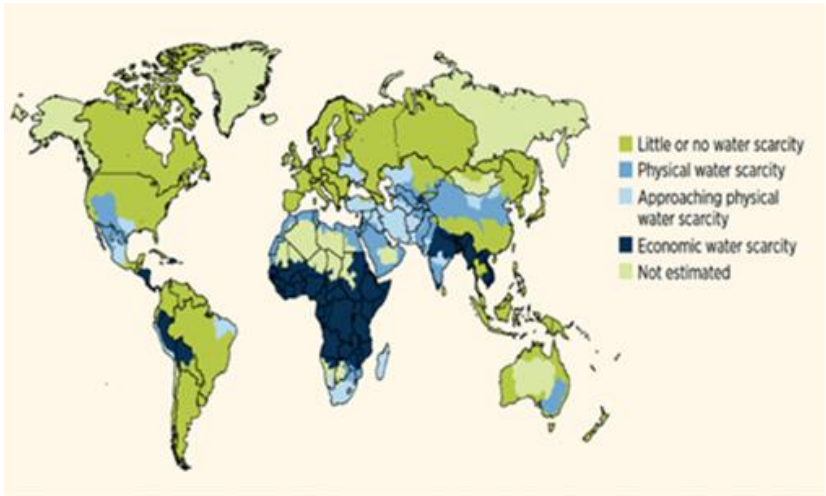 Little or no water scarcity
Physical water scarcity
Approaching physical
water scarcity
Economic water scarcity
Not estimated